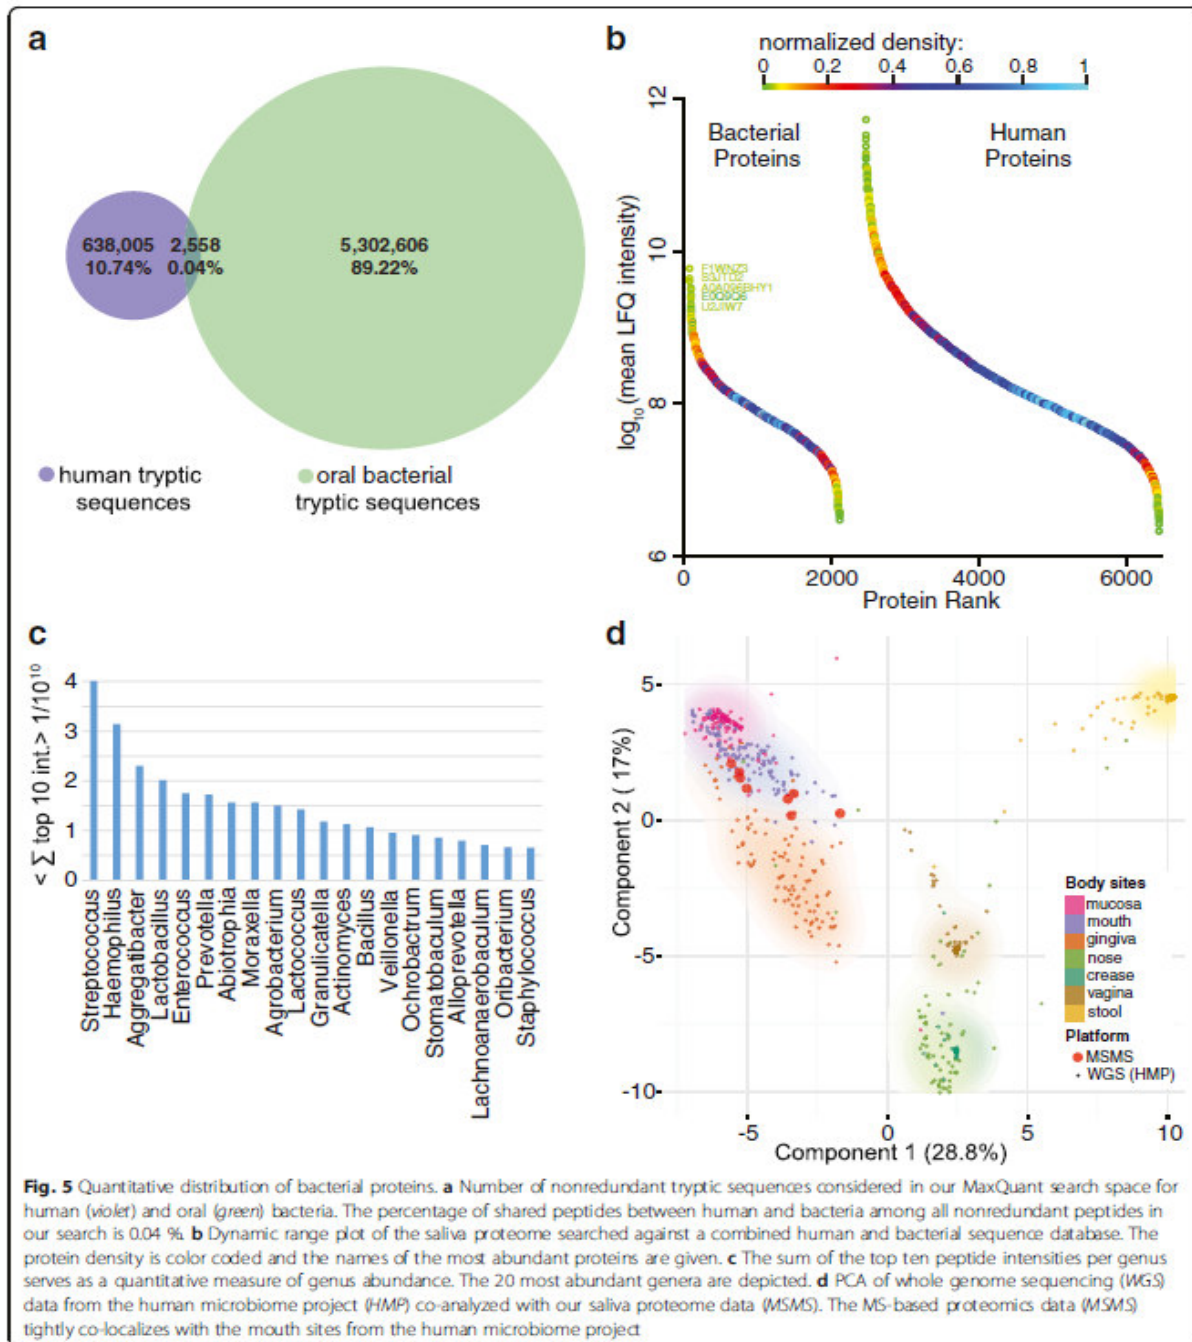 a
638,005 2,558 5,302,606
10.74% 0.04% 89.22%
human tryptic
sequences
oral bacterial
tryptic sequences
b
normalized density:
0 0.2 0.4 0.6 0.8 1
12
10
8
6
log10(mean LFQ intensity)
Bacterial
Proteins
Human
Proteins
F1WNZ3
E0Q9Q6
0 2000 4000 6000
Protein Rank
c
< ∑ top 10 int.> 1/10^10
4
3
2
1
0
Streptococcus
Haemophilus
Aggregatibacter
Lactobacillus
Enterococcus
Prevotella
Abiotrophia
Moraxella
Agrobacterium
Lactococcus
Granulicatella
Actinomyces
Bacillus
Veillonella
Ochrobactrum
Stomatobaculum
Alloprevotella
Lachnoanaerobaculum
Oribacterium
Staphylococcus
d
5
0
-5
-10
Component 2 ( 17%)
-5 0 5 10
Component 1 (28.8%)
Body sites
mucosa
mouth
gingiva
nose
crease
vagina
stool
Platform
MSMS
WGS (HMP)
Fig. 5 Quantitative distribution of bacterial proteins. a Number of nonredundant tryptic sequences considered in our MaxQuant search space for
human (violet) and oral (green) bacteria. The percentage of shared peptides between human and bacteria among all nonredundant peptides in
our search is 0.04 %. b Dynamic range plot of the saliva proteome searched against a combined human and bacterial sequence database. The
protein density is color coded and the names of the most abundant proteins are given. c The sum of the top ten peptide intensities per genus
serves as a quantitative measure of genus abundance. The 20 most abundant genera are depicted. d PCA of whole genome sequencing (WGS)
data from the human microbiome project (HMP) co-analyzed with our saliva proteome data (MSMS). The MS-based proteomics data (MSMS)
tightly co-localizes with the mouth sites from the human microbiome project